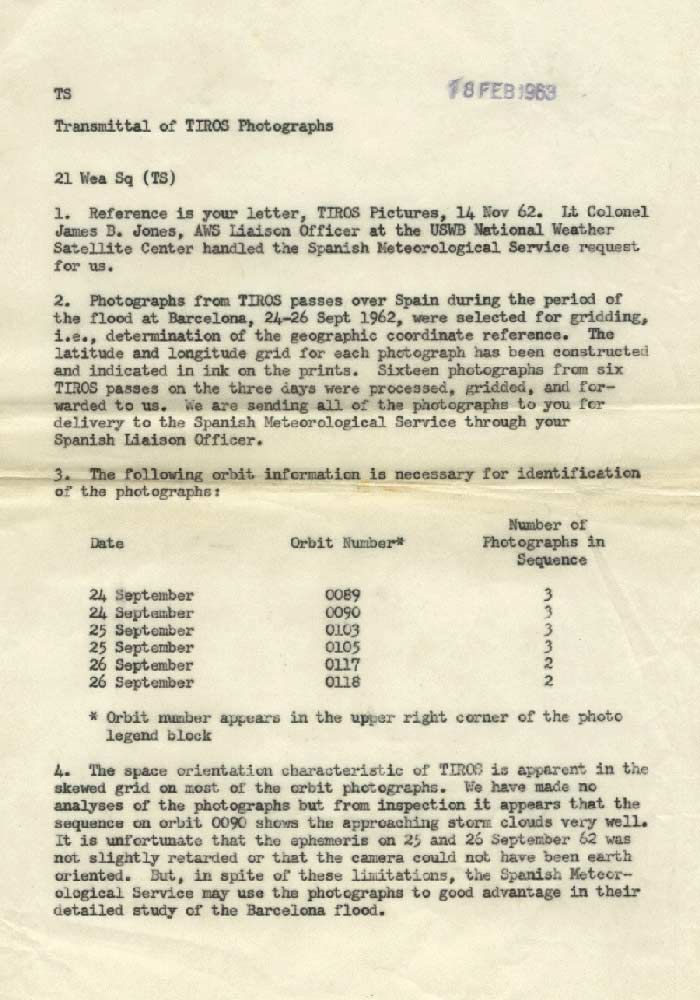 TS
18 FEB 1963
Transmittal of TIROS Photographs
21 Wea Sq (TS)
1. Reference is your letter, TIROS Pictures, 14 Nov 62. Lt Colonel
James B. Jones, AWS Liaison Officer at the USWB National Weather
Satellite Center handled the Spanish Meteorological Service request
for us.
2. Photographs from TIROS passes over Spain during the period of
the flood at Barcelona, 24-26 Sept 1962, were selected for gridding,
i.e., determination of the geographic coordinate reference. The
latitude and longitude grid for each photograph has been constructed
and indicated in ink on the prints. Sixteen photographs from six
TIROS passes on the three days were processed, gridded, and for-
warded to us. We are sending all of the photographs to you for
delivery to the Spanish Meteorological Service through your
Spanish Liaison Officer.
3. The following orbit information is necessary for identification
of the photographs:
Date Orbit Number* Number of
Photographs in
Sequence
24 September 0089 3
24 September 0090 3
25 September 0103 3
25 September 0105 3
26 September 0117 2
26 September 0118 2
* Orbit number appears in the upper right corner of the photo
legend block
4. The space orientation characteristic of TIROS is apparent in the
skewed grid on most of the orbit photographs. We have made no
analyses of the photographs but from inspection it appears that the
sequence on orbit 0090 shows the approaching storm clouds very well.
It is unfortunate that the ephemeris on 25 and 26 September 62 was
not slightly retarded or that the camera could not have been earth
oriented. But, in spite of these limitations, the Spanish Meteor-
ological Service may use the photographs to good advantage in their
detailed study of the Barcelona flood.